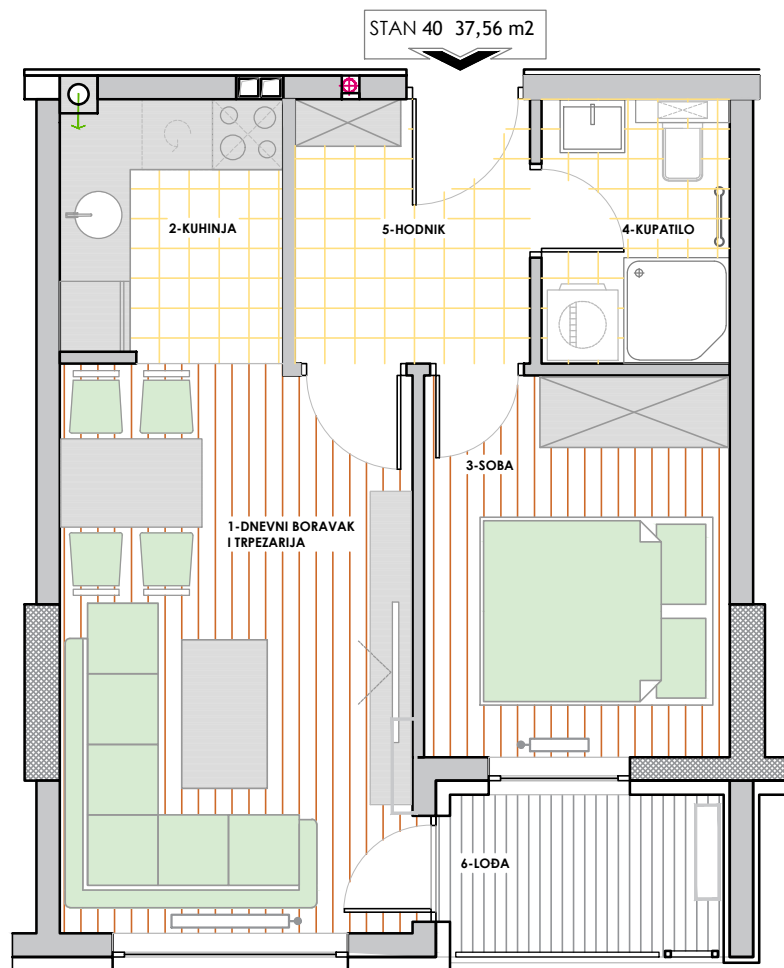 STAN 40 37,56 m2
2-KUHINJA
5-HODNIK
4-KUPATILO
3-SOBA
1-DNEVNI BORAVAK
I TRPEZARIJA
6-LOĐA